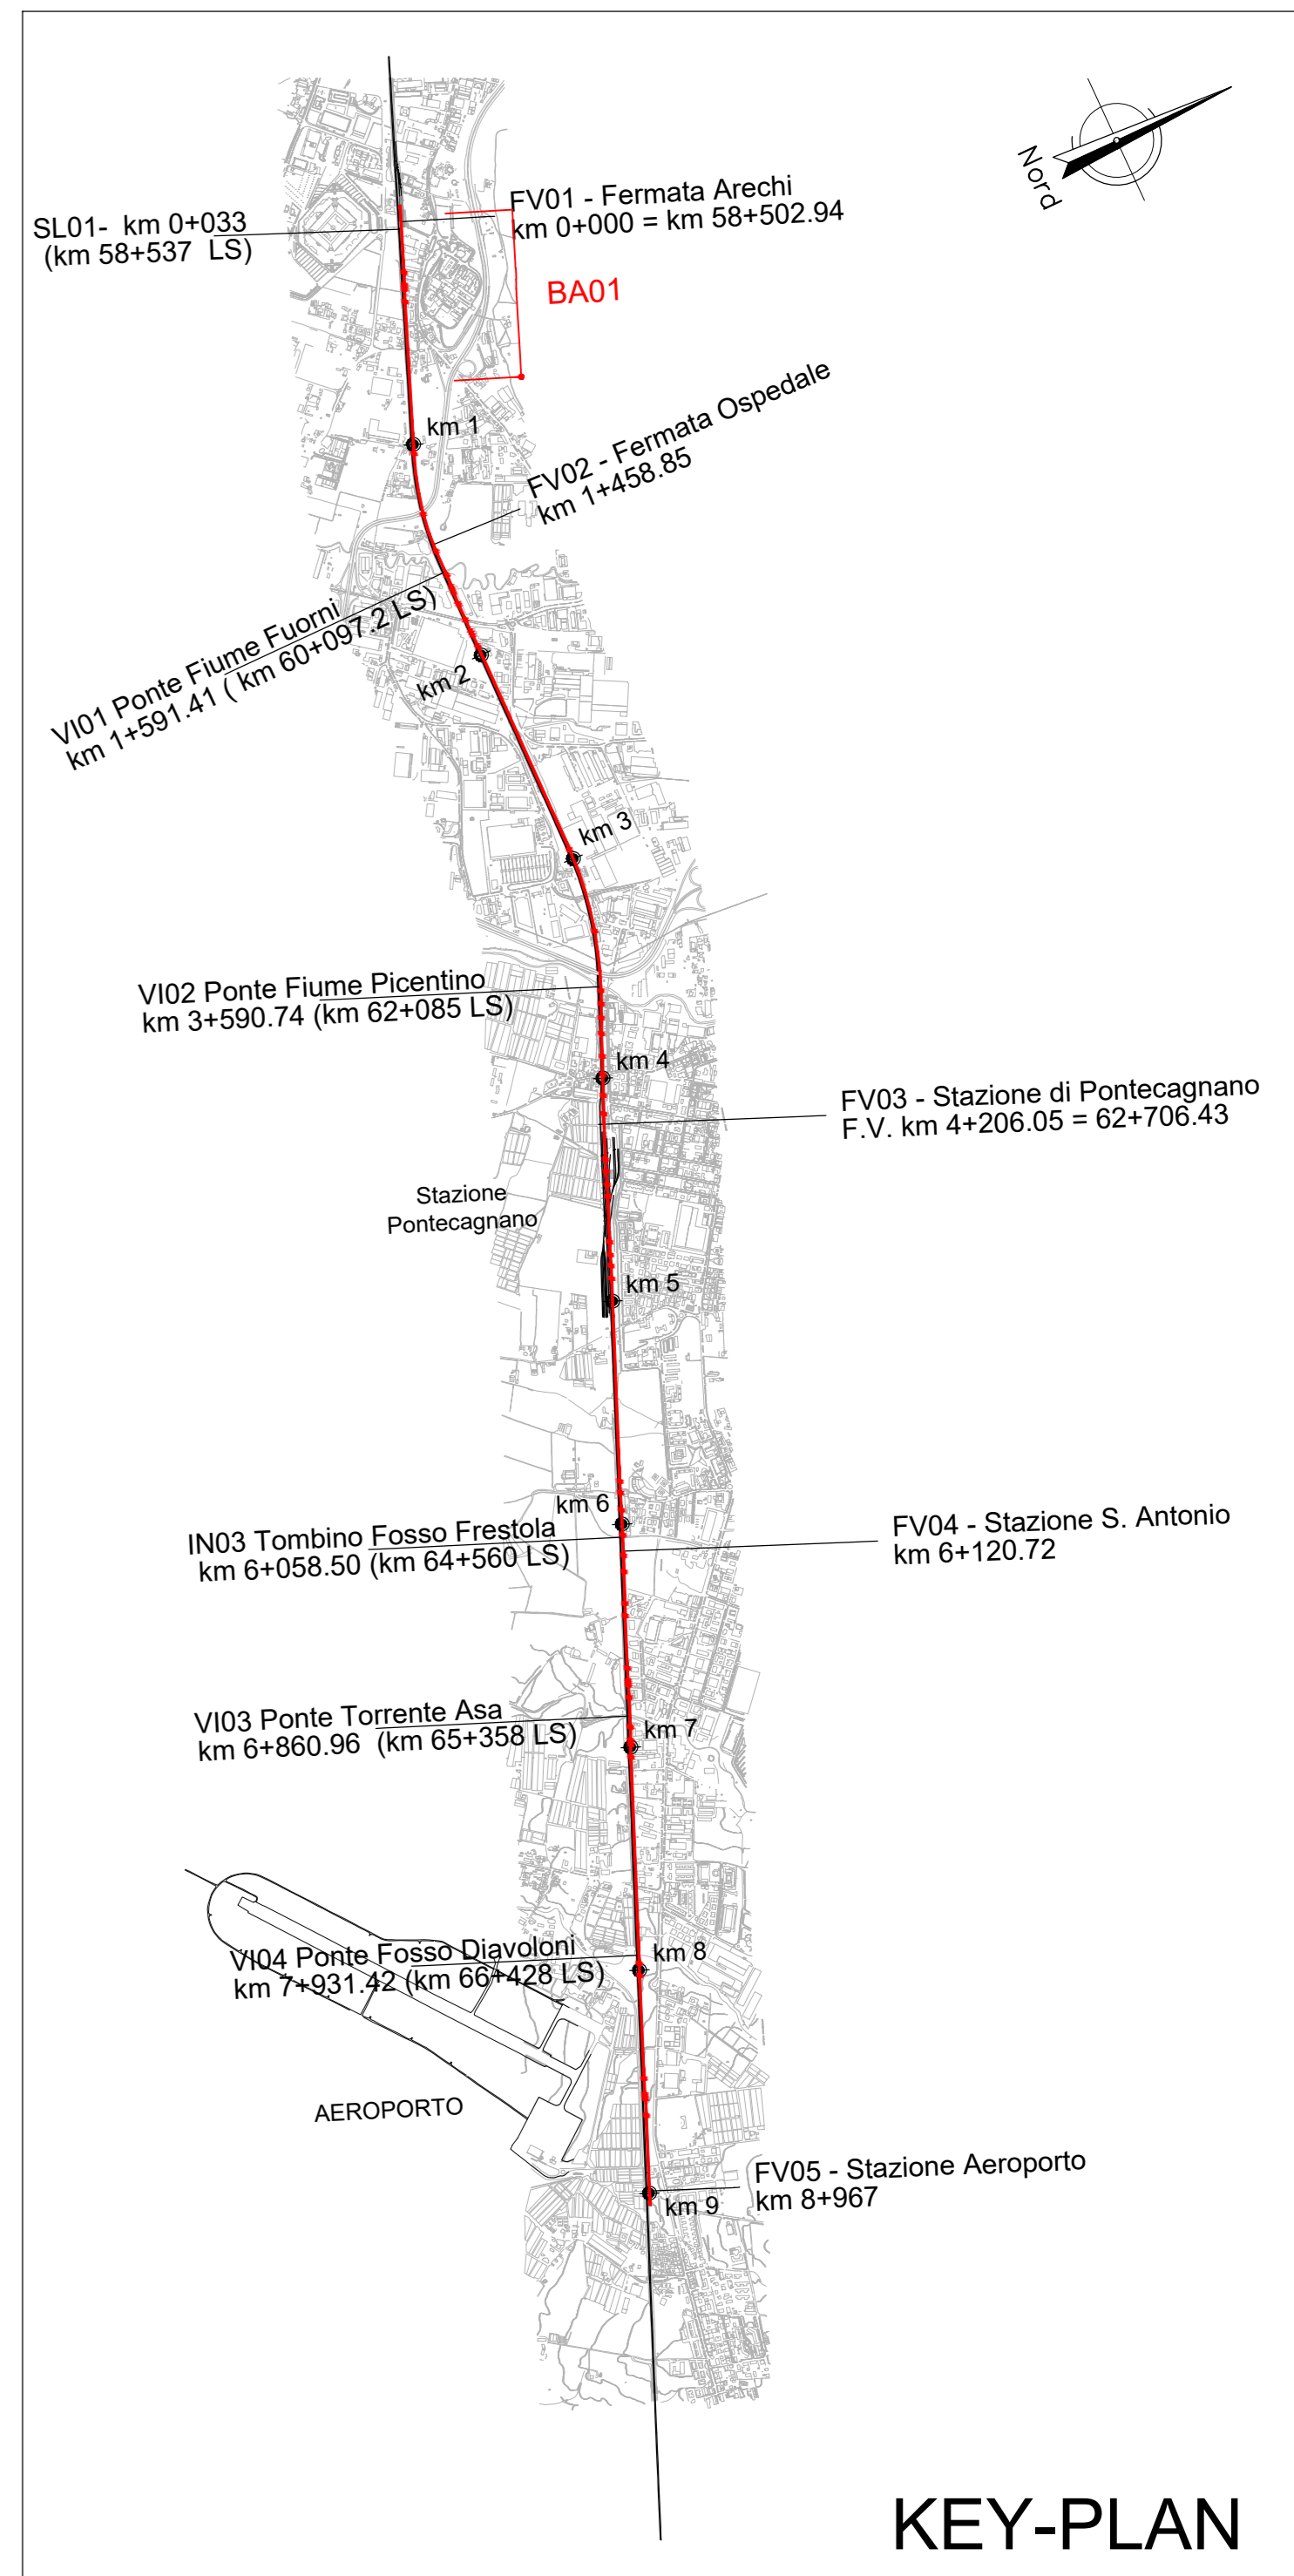 Nord
FV01 - Fermata Arechi
km 0+000 = km 58+502.94
SL01- km 0+033
(km 58+537 LS)
BA01
km 1
FV02 - Fermata Ospedale
km 1+458.85
VI01 Ponte Fiume Fuorni
km 1+591.41 ( km 60+097.2 LS)
km 2
km 3
VI02 Ponte Fiume Picentino
km 3+590.74 (km 62+085 LS)
km 4
FV03 - Stazione di Pontecagnano
F.V. km 4+206.05 = 62+706.43
Stazione
Pontecagnano
km 5
km 6
IN03 Tombino Fosso Frestola
km 6+058.50 (km 64+560 LS)
FV04 - Stazione S. Antonio
km 6+120.72
VI03 Ponte Torrente Asa
km 6+860.96 (km 65+358 LS)
km 7
VI04 Ponte Fosso Diavoloni
km 7+931.42 (km 66+428 LS)
km 8
AEROPORTO
FV05 - Stazione Aeroporto
km 8+967
km 9
KEY-PLAN